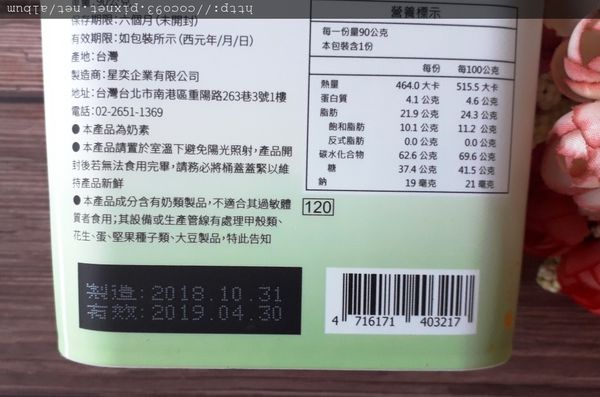 http://coco93.pixnet.net/album
重量:90公克
保存期限:六個月(未開封)
有效期限:如包裝所示(西元年/月/日)
產地:台灣
製造商:星奕企業有限公司
地址:台灣台北市南港區重陽路263巷3號1樓
電話:02-2651-1369
●本產品為奶素
●本產品請置於室溫下避免陽光照射,產品開
封後若無法食用完畢,請務必將桶蓋蓋緊以維
持產品新鮮
●本產品成分含有奶類製品,不適合其過敏體
質者食用;其設備或生產管線有處理甲殼類、
花生、蛋、堅果種子類、大豆製品,特此告知
營養標示
每一份量90公克
本包裝含1份
每份 每100公克
熱量 464.0 大卡 515.5 大卡
蛋白質 4.1 公克 4.6 公克
脂肪 21.9 公克 24.3 公克
飽和脂肪 10.1 公克 11.2 公克
反式脂肪 0.0 公克 0.0 公克
碳水化合物 62.6 公克 69.6 公克
糖 37.4 公克 41.5 公克
鈉 19 毫克 21 毫克
120
製造:2018.10.31
有效:2019.04.30
4 716171 403217